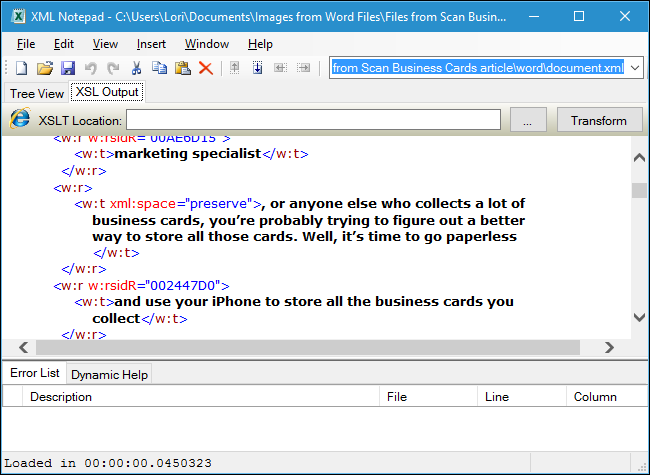 XML Notepad - C:\Users\Lori\Documents\Images from Word Files\Files from Scan Busin...
File Edit View Insert Window Help
from Scan Business Cards article\word\document.xml
Tree View XSL Output
XSLT Location: ... Transform
<w:r w:rsidR="00AE6D15">
<w:t>marketing specialist</w:t>
</w:r>
<w:r>
<w:t xml:space="preserve">, or anyone else who collects a lot of
business cards, you’re probably trying to figure out a better
way to store all those cards. Well, it’s time to go paperless
</w:t>
</w:r>
<w:r w:rsidR="002447D0">
<w:t>and use your iPhone to store all the business cards you
collect</w:t>
</w:r>
Error List Dynamic Help
Description File Line Column
Loaded in 00:00:00.0450323